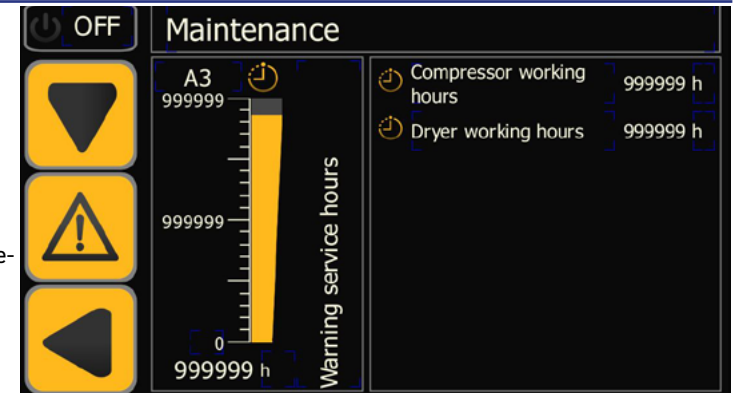 OFF
Maintenance
A3
999999
999999
0
999999 h
Warning service hours
Compressor working
hours
999999 h
Dryer working hours
999999 h
e-